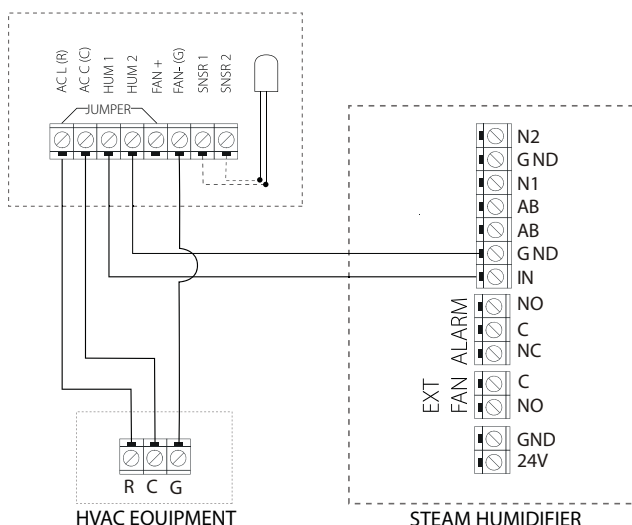 AC L (R)
AC C (C)
HUM 1
HUM 2
FAN +
FAN- (G)
SNSR 1
SNSR 2
JUMPER
N2
GND
N1
AB
AB
GND
IN
ALARM
NO
C
NC
EXT
FAN
C
NO
GND
24V
R C G
HVAC EQUIPMENT
STEAM HUMIDIFIER